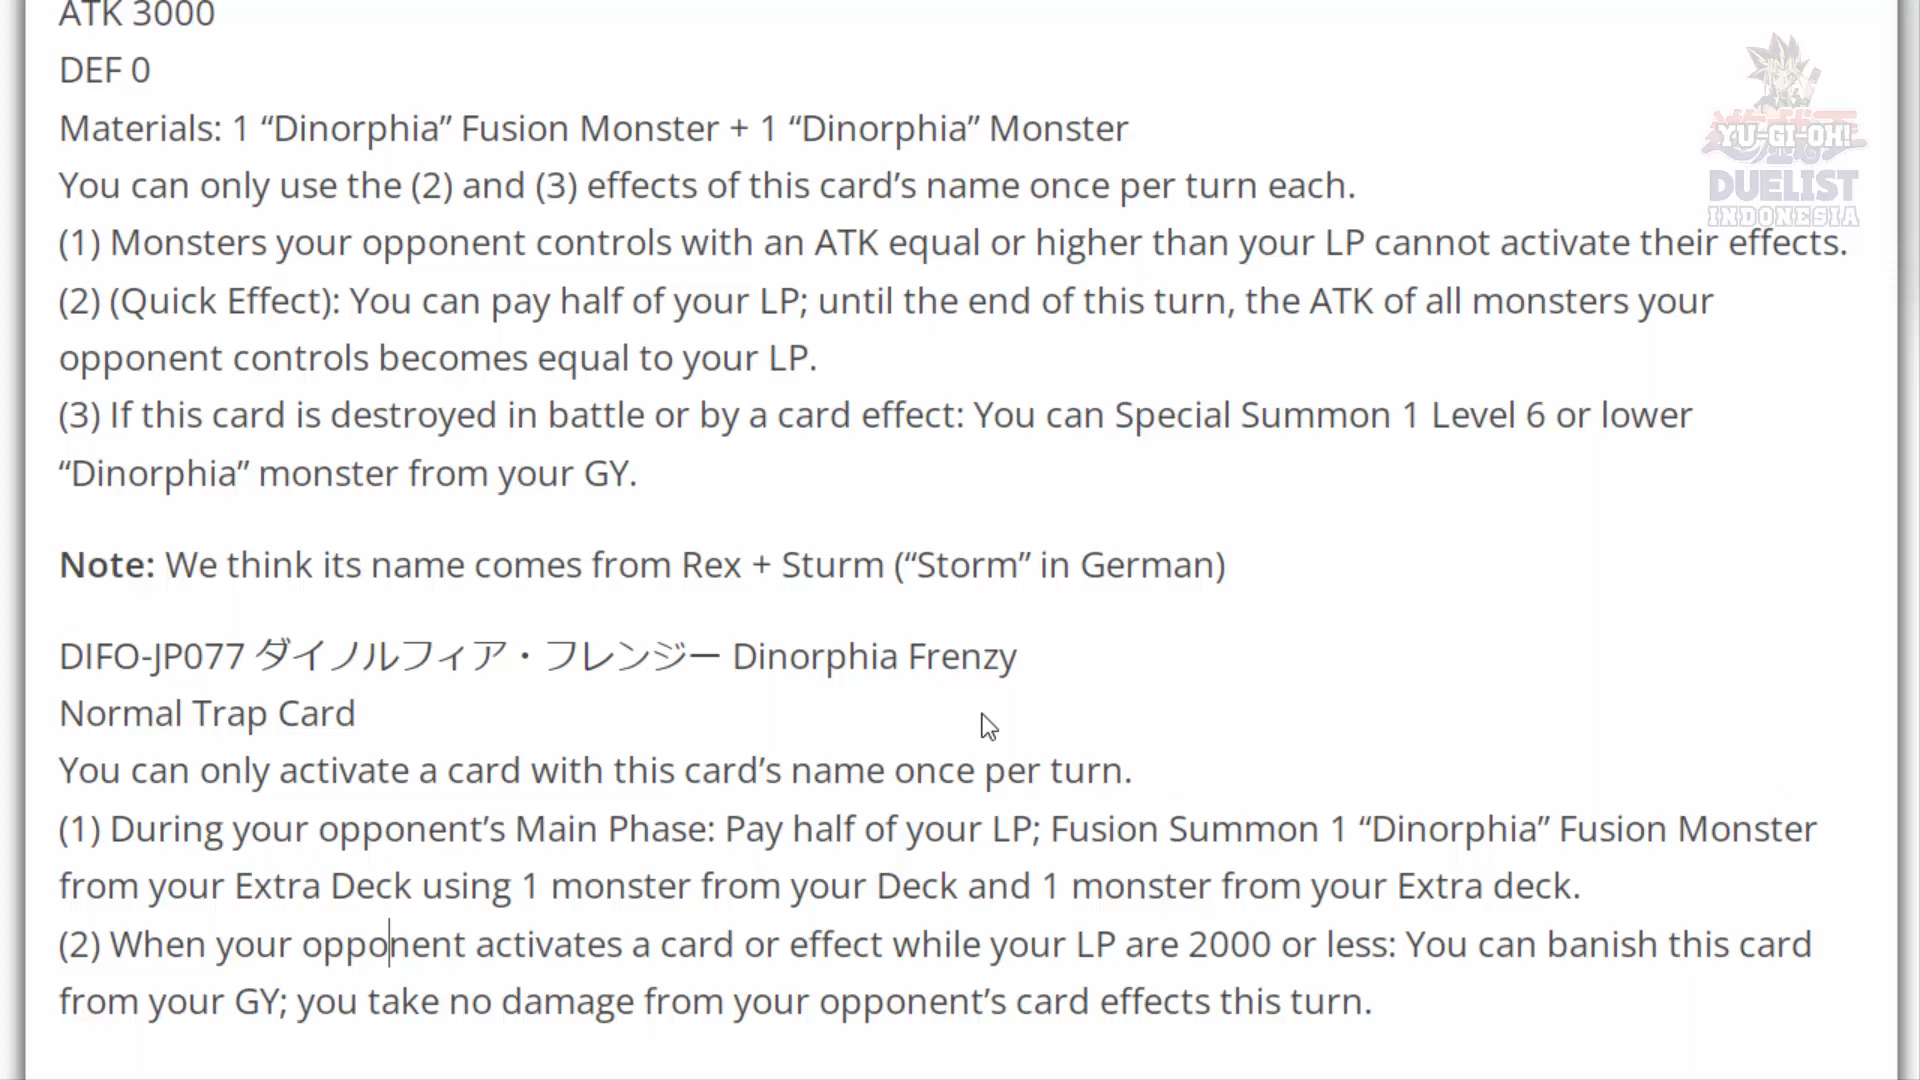 ATK 3000
DEF 0
Materials: 1 “Dinorphia” Fusion Monster + 1 “Dinorphia” Monster
You can only use the (2) and (3) effects of this card’s name once per turn each.
(1) Monsters your opponent controls with an ATK equal or higher than your LP cannot activate their effects.
(2) (Quick Effect): You can pay half of your LP; until the end of this turn, the ATK of all monsters your
opponent controls becomes equal to your LP.
(3) If this card is destroyed in battle or by a card effect: You can Special Summon 1 Level 6 or lower
“Dinorphia” monster from your GY.
Note: We think its name comes from Rex + Sturm (“Storm” in German)
DIFO-JP077 ダイノルフィア・フレンジー Dinorphia Frenzy
Normal Trap Card
You can only activate a card with this card’s name once per turn.
(1) During your opponent’s Main Phase: Pay half of your LP; Fusion Summon 1 “Dinorphia” Fusion Monster
from your Extra Deck using 1 monster from your Deck and 1 monster from your Extra deck.
(2) When your opponent activates a card or effect while your LP are 2000 or less: You can banish this card
from your GY; you take no damage from your opponent’s card effects this turn.
YU-GI-OH!
DUELIST
INDONESIA